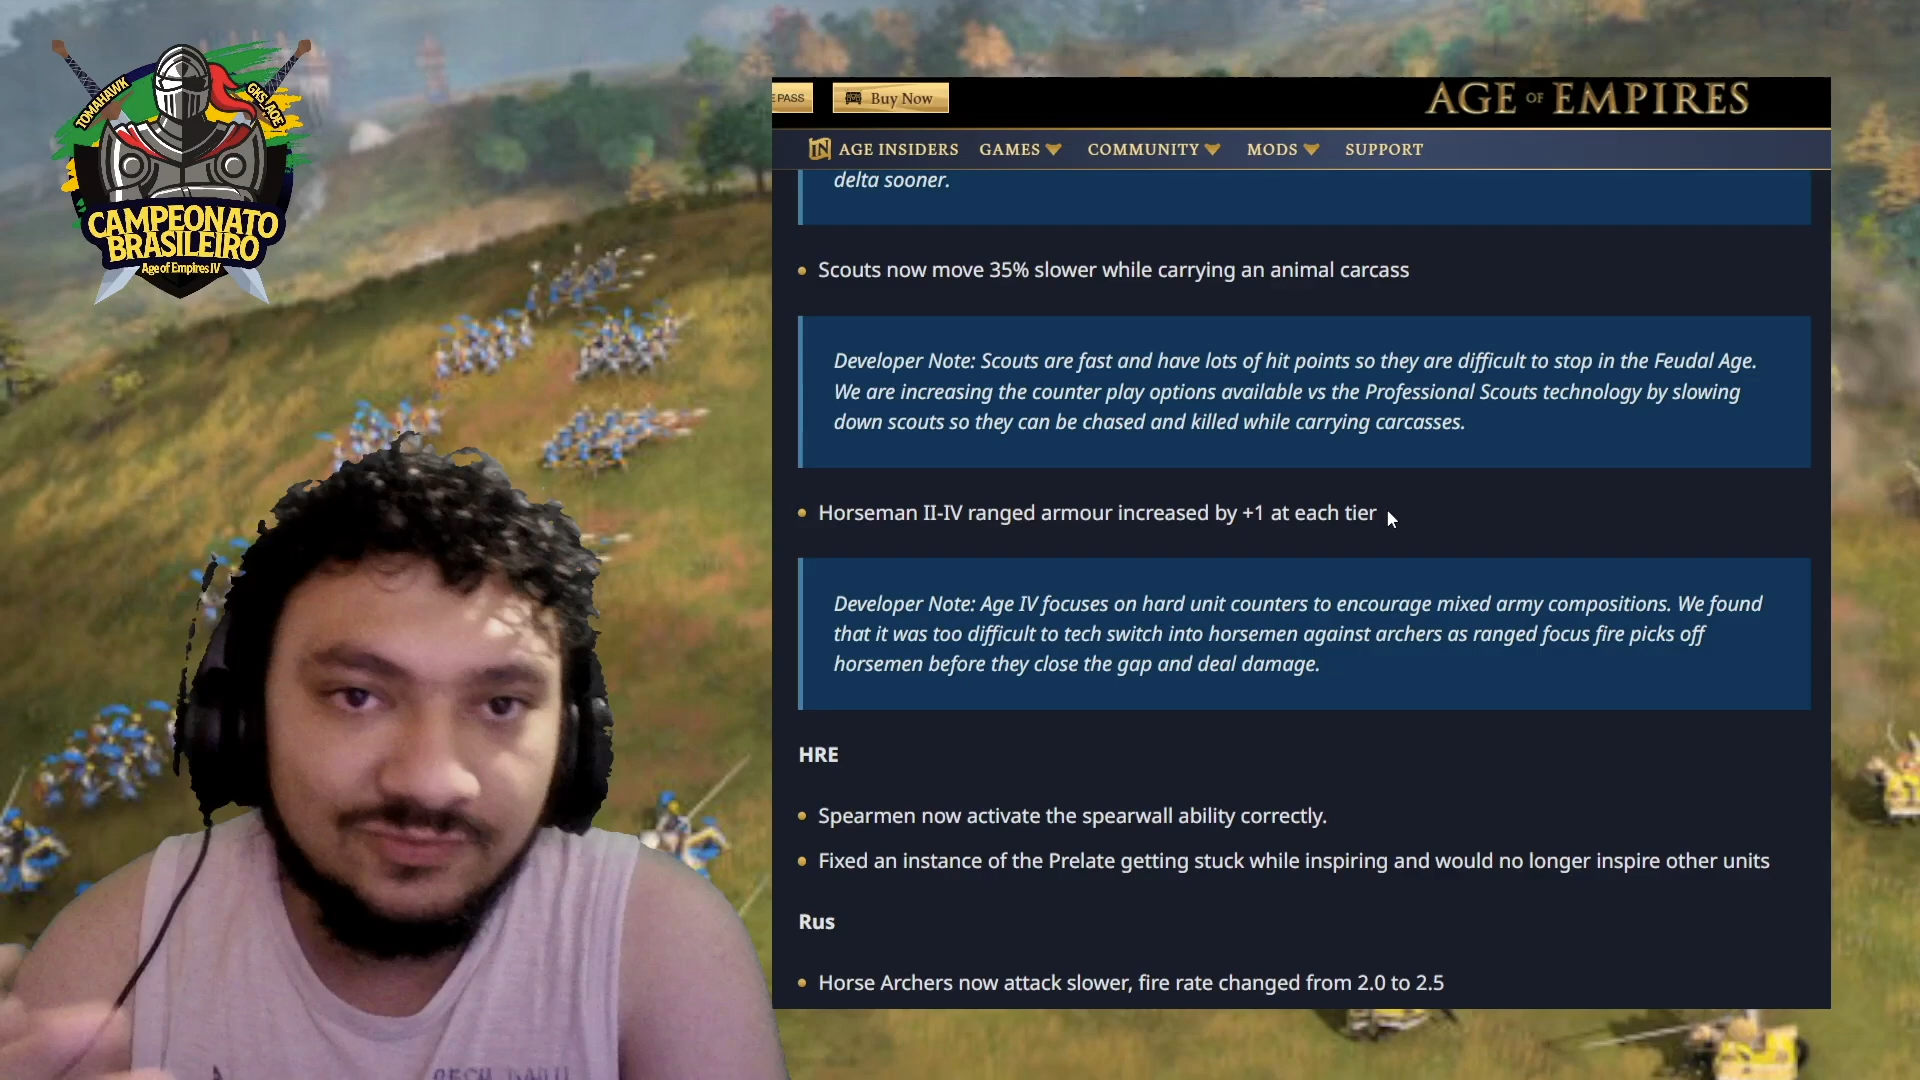 TOMAHAWK
GKS_AOE
CAMPEONATO
BRASILEIRO
Age of Empires IV
E PASS
Buy Now
AGE OF EMPIRES
IN AGE INSIDERS GAMES COMMUNITY MODS SUPPORT
delta sooner.
Scouts now move 35% slower while carrying an animal carcass
Developer Note: Scouts are fast and have lots of hit points so they are difficult to stop in the Feudal Age.
We are increasing the counter play options available vs the Professional Scouts technology by slowing
down scouts so they can be chased and killed while carrying carcasses.
Horseman II-IV ranged armour increased by +1 at each tier
Developer Note: Age IV focuses on hard unit counters to encourage mixed army compositions. We found
that it was too difficult to tech switch into horsemen against archers as ranged focus fire picks off
horsemen before they close the gap and deal damage.
HRE
Spearmen now activate the spearwall ability correctly.
Fixed an instance of the Prelate getting stuck while inspiring and would no longer inspire other units
Rus
Horse Archers now attack slower, fire rate changed from 2.0 to 2.5